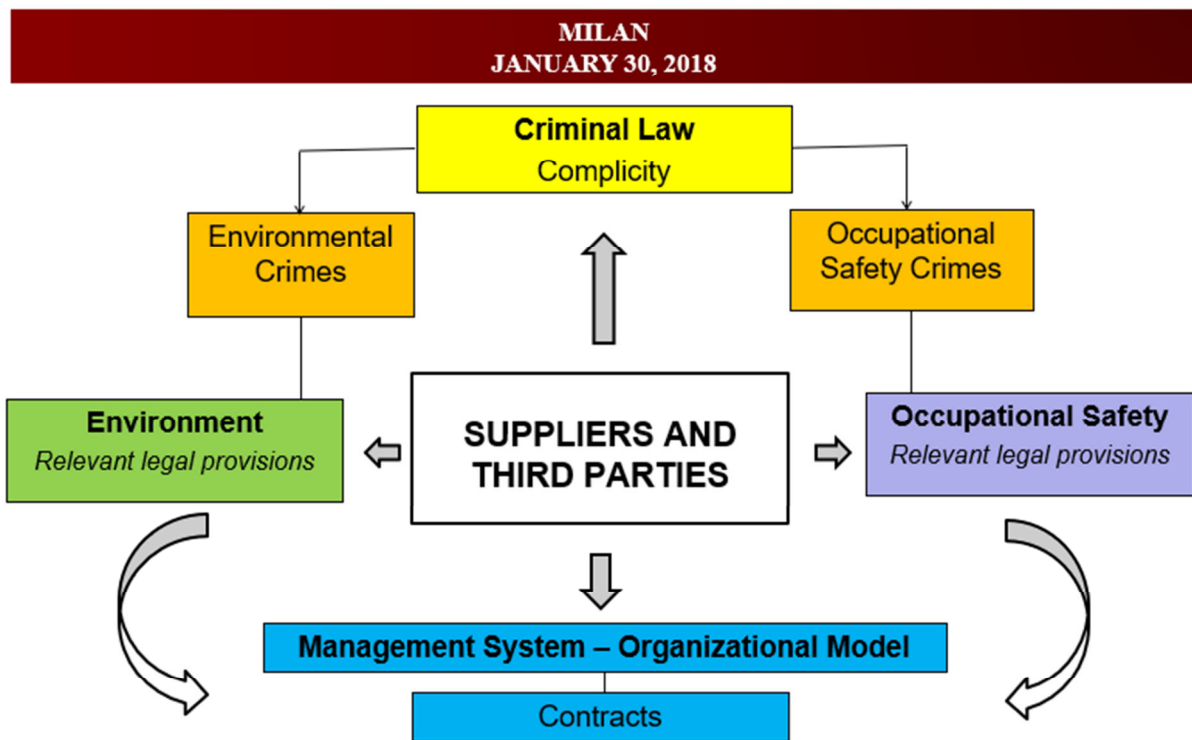 MILAN
JANUARY 30, 2018
Criminal Law
Complicity
Environmental
Crimes
Occupational
Safety Crimes
Environment
Relevant legal provisions
SUPPLIERS AND
THIRD PARTIES
Occupational Safety
Relevant legal provisions
Management System – Organizational Model
Contracts